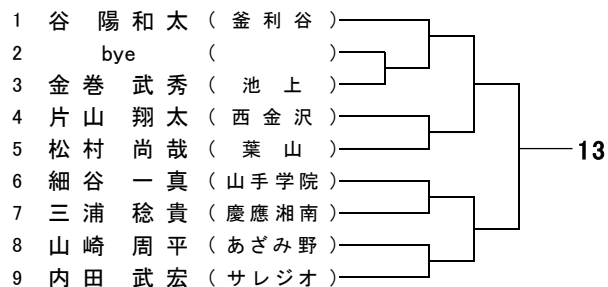 1 谷 陽和太 （ 釜利谷 ）
2 bye （ ）
3 金巻 武秀 （ 池上 ）
4 片山 翔太 （ 西金沢 ）
5 松村 尚哉 （ 葉山 ）
13
6 細谷 一真 （ 山手学院 ）
7 三浦 稔貴 （ 慶應湘南 ）
8 山崎 周平 （ あざみ野 ）
9 内田 武宏 （ サレジオ ）